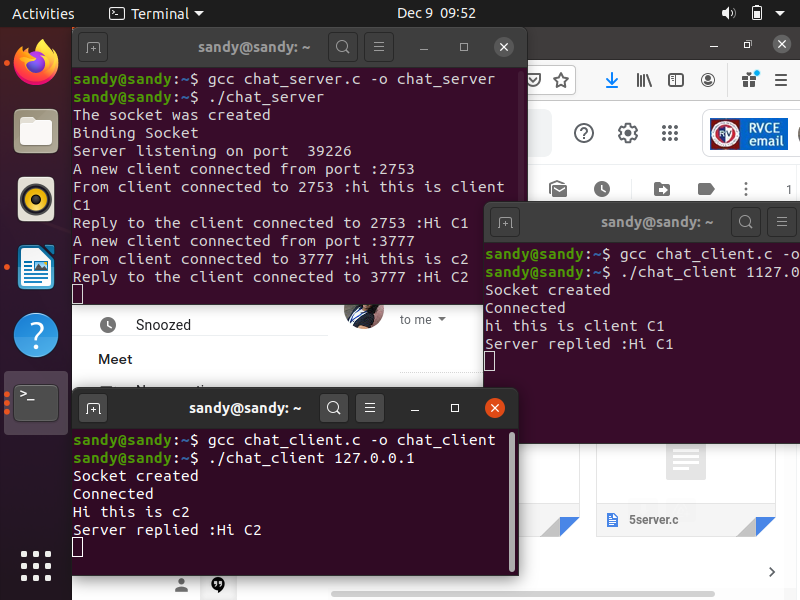 Activities
Terminal
Dec 9 09:52
sandy@sandy: ~
sandy@sandy:~$ gcc chat_server.c -o chat_server
sandy@sandy:~$ ./chat_server
The socket was created
Binding Socket
Server listening on port  39226
A new client connected from port :2753
From client connected to 2753 :hi this is client
C1
Reply to the client connected to 2753 :Hi C1
A new client connected from port :3777
From client connected to 3777 :Hi this is c2
Reply to the client connected to 3777 :Hi C2
RVCE
email
1
sandy@sandy: ~
sandy@sandy:~$ gcc chat_client.c -o
sandy@sandy:~$ ./chat_client 1127.0
Socket created
Connected
hi this is client C1
Server replied :Hi C1
Snoozed
to me
Meet
sandy@sandy: ~
sandy@sandy:~$ gcc chat_client.c -o chat_client
sandy@sandy:~$ ./chat_client 127.0.0.1
Socket created
Connected
Hi this is c2
Server replied :Hi C2
5server.c